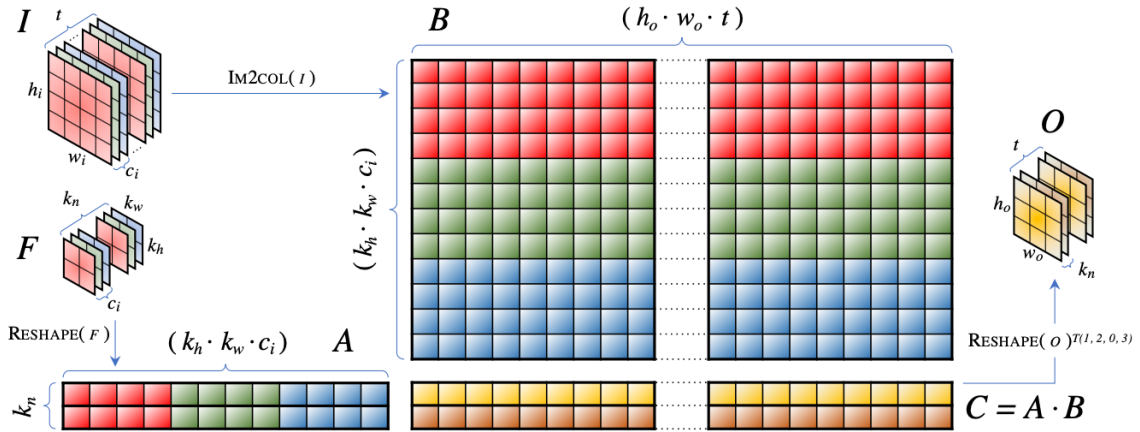 I
t
h_i
w_i
c_i
IM2COL( I )
B
( h_o · w_o · t )
( k_h · k_w · c_i )
F
k_n
k_w
k_h
c_i
RESHAPE( F )
( k_h · k_w · c_i )
A
k_n
O
t
h_o
w_o
k_n
RESHAPE( O )^T(1, 2, 0, 3)
C = A · B